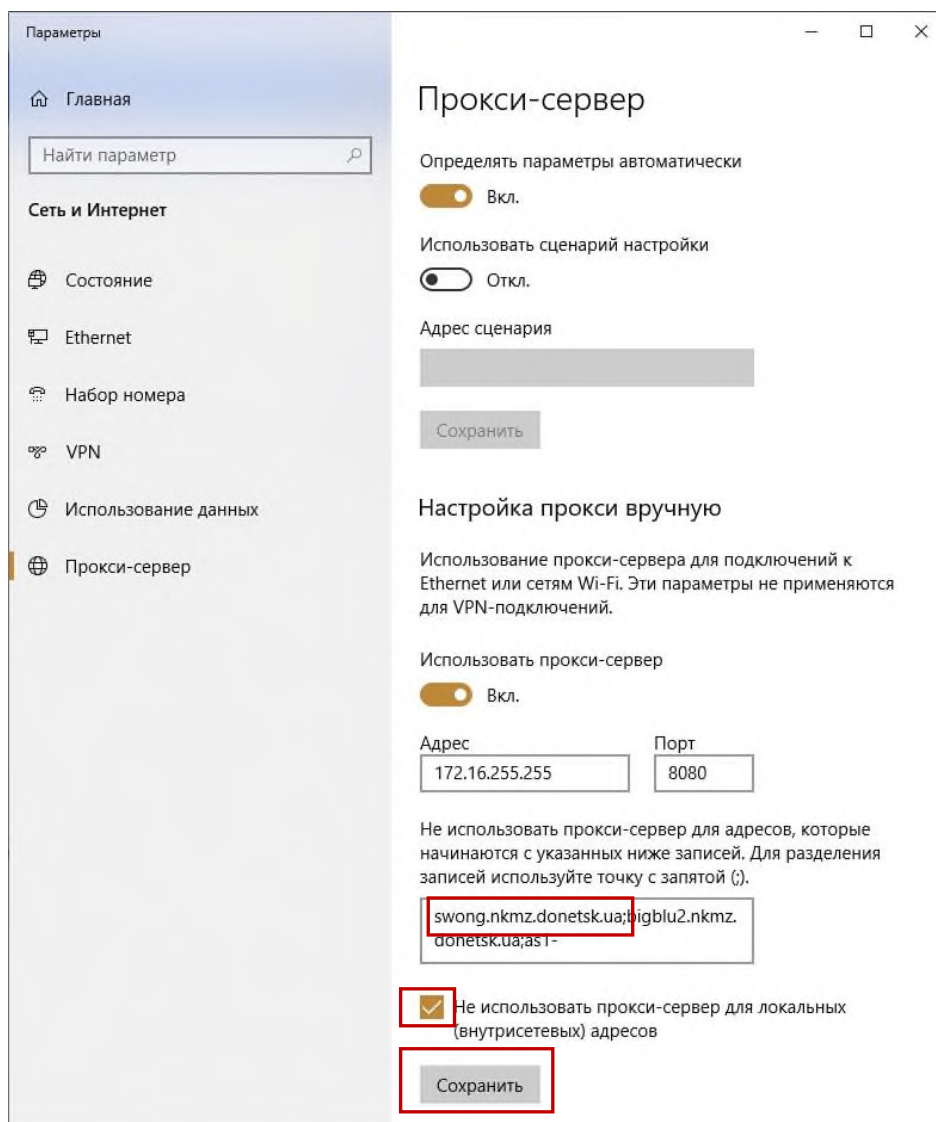 Параметры
Главная
Найти параметр
Сеть и Интернет
Состояние
Ethernet
Набор номера
VPN
Использование данных
Прокси-сервер
Прокси-сервер
Определять параметры автоматически
Вкл.
Использовать сценарий настройки
Откл.
Адрес сценария
Сохранить
Настройка прокси вручную
Использование прокси-сервера для подключений к
Ethernet или сетям Wi-Fi. Эти параметры не применяются
для VPN-подключений.
Использовать прокси-сервер
Вкл.
Адрес Порт
172.16.255.255 8080
Не использовать прокси-сервер для адресов, которые
начинаются с указанных ниже записей. Для разделения
записей используйте точку с запятой (;).
swong.nkmz.donetsk.ua;bigblu2.nkmz.
donetsk.ua;as1-
Не использовать прокси-сервер для локальных
(внутрисетевых) адресов
Сохранить